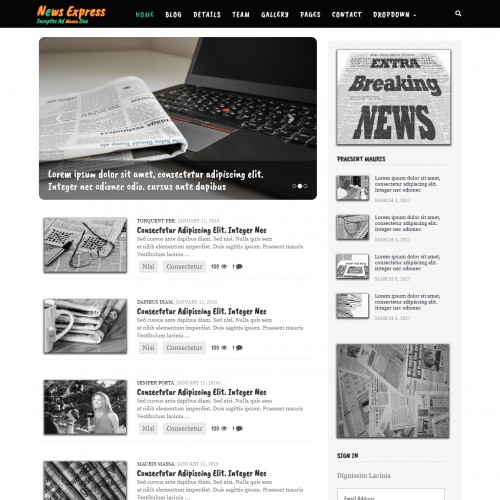 News Express
Inceptos Ad Massa Duo
HOME BLOG DETAILS TEAM GALLERY PAGES CONTACT DROPDOWN
Lorem ipsum dolor sit amet, consectetur adipiscing elit.
Integer nec odionec odio. cursus ante dapibus
TORQUENT PER, JANUARY 11, 2016
Consectetur Adipiscing Elit. Integer Nec
Sed cursus ante dapibus diam. Sed nisi. Nulla quis sem
at nibh elementum imperdiet. Duis sagittis ipsum. Praesent mauris
Vestibulum lacinia ...
Nisl Consectetur 100 1
DAPIBUS DIAM, JANUARY 11, 2016
Consectetur Adipiscing Elit. Integer Nec
Sed cursus ante dapibus diam. Sed nisi. Nulla quis sem
at nibh elementum imperdiet. Duis sagittis ipsum. Praesent mauris
Vestibulum lacinia ...
Nisl Consectetur 100 1
SEMPER PORTA, JANUARY 11, 2016
Consectetur Adipiscing Elit. Integer Nec
Sed cursus ante dapibus diam. Sed nisi. Nulla quis sem
at nibh elementum imperdiet. Duis sagittis ipsum. Praesent mauris
Vestibulum lacinia ...
Nisl Consectetur 100 1
MAURIS MASSA, JANUARY 11, 2016
Consectetur Adipiscing Elit. Integer Nec
Sed cursus ante dapibus diam. Sed nisi. Nulla quis sem
at nibh elementum imperdiet. Duis sagittis ipsum. Praesent mauris
EXTRA
Breaking
NEWS
PRAESENT MAURIS
Lorem ipsum dolor sit amet,
consectetur adipiscing elit.
Integer nec odionec
MARCH 3, 2017
Lorem ipsum dolor sit amet,
consectetur adipiscing elit.
Integer nec odionec
MARCH 3, 2017
Lorem ipsum dolor sit amet,
consectetur adipiscing elit.
Integer nec odionec
MARCH 3, 2017
Lorem ipsum dolor sit amet,
consectetur adipiscing elit.
Integer nec odionec
MARCH 3, 2017
SIGN IN
Dignissim Lacinia
Email Address